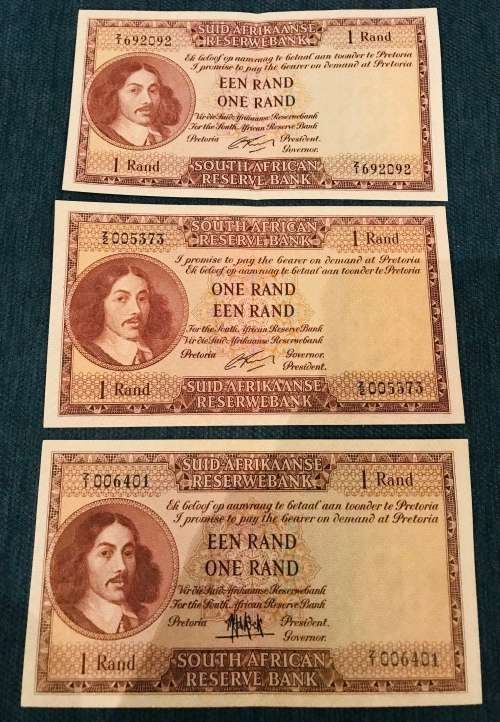 SUID-AFRIKAANSE
Z/1 692092 RESERWEBANK 1 Rand
Ek beloof op aanvraag te betaal aan toonder te Pretoria
I promise to pay the bearer on demand at Pretoria
EEN RAND
ONE RAND
Vir die Suid-Afrikaanse Reservebank
For the South African Reserve Bank
Pretoria President.
Governor.
1 Rand SOUTH AFRICAN Z/1 692092
RESERVE BANK
SOUTH AFRICAN
Z/2 005373 RESERVE BANK 1 Rand
I promise to pay the bearer on demand at Pretoria
Ek beloof op aanvraag te betaal aan toonder te Pretoria
ONE RAND
EEN RAND
For the South African Reserve Bank
Vir die Suid-Afrikaanse Reserwebank
Pretoria Governor.
President.
1 Rand SUID-AFRIKAANSE Z/2 005373
RESERWEBANK
SUID-AFRIKAANSE
Z/1 006401 RESERWEBANK 1 Rand
Ek beloof op aanvraag te betaal aan toonder te Pretoria
I promise to pay the bearer on demand at Pretoria
EEN RAND
ONE RAND
Vir die Suid-Afrikaanse Reserwebank
For the South African Reserve Bank
Pretoria President.
Governor.
1 Rand SOUTH AFRICAN Z/1 006401
RESERVE BANK